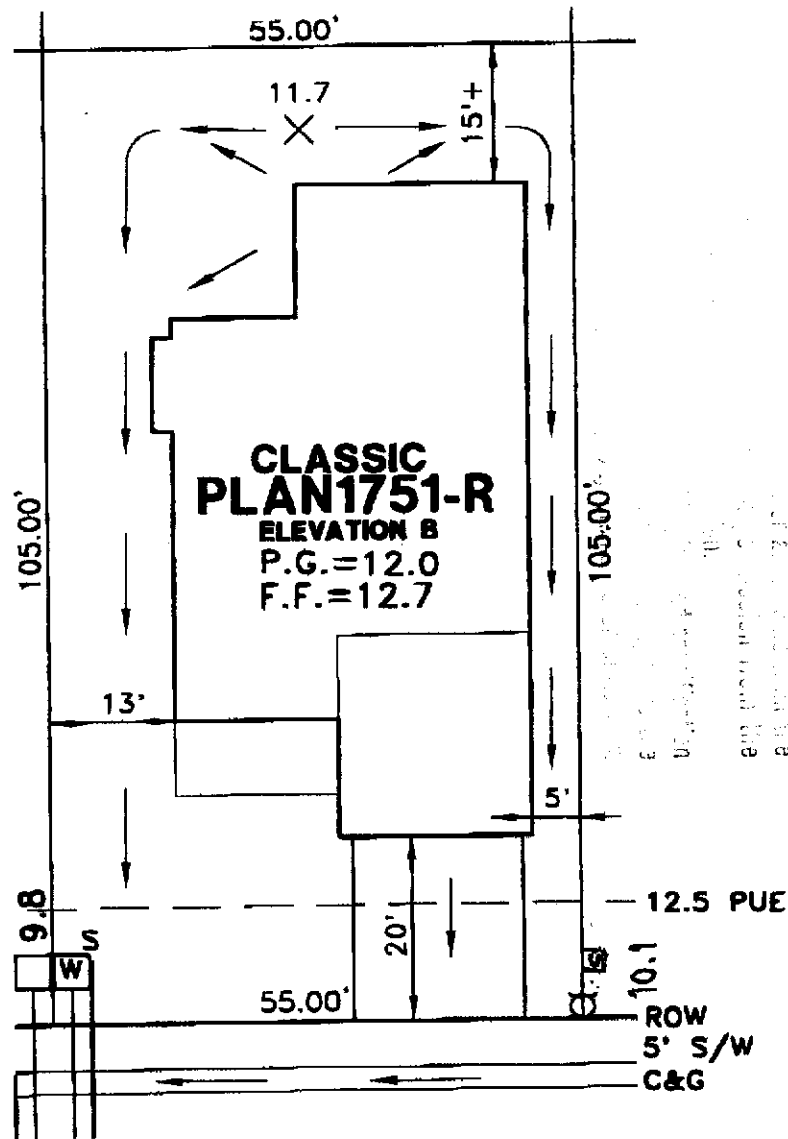 55.00'
11.7
15'+
CLASSIC
PLAN1751-R
ELEVATION B
P.G.=12.0
F.F.=12.7
105.00'
105.00'
13'
5'
9.8
S
W
20'
12.5 PUE
10.1
55.00'
ROW
5' S/W
C&G